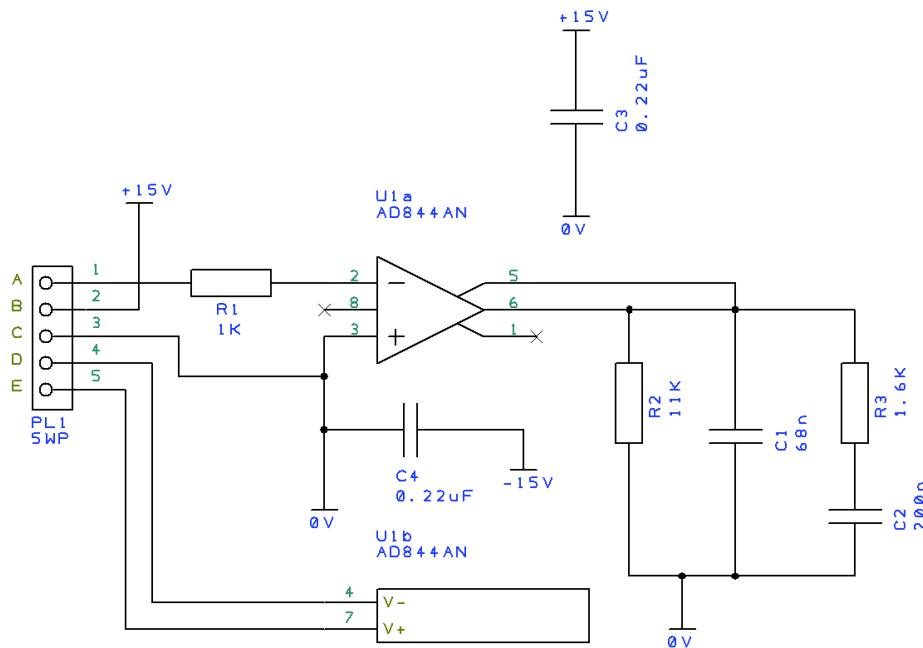 +15V
C3
0.22uF
0V
+15V
U1a
AD844AN
A
B
C
D
E
1
2
3
4
5
PL1
5WP
R1
1K
2
8
3
5
6
1
R2
11K
C1
68n
R3
1.6K
C2
200n
C4
0.22uF
-15V
0V
U1b
AD844AN
4
7
V-
V+
0V